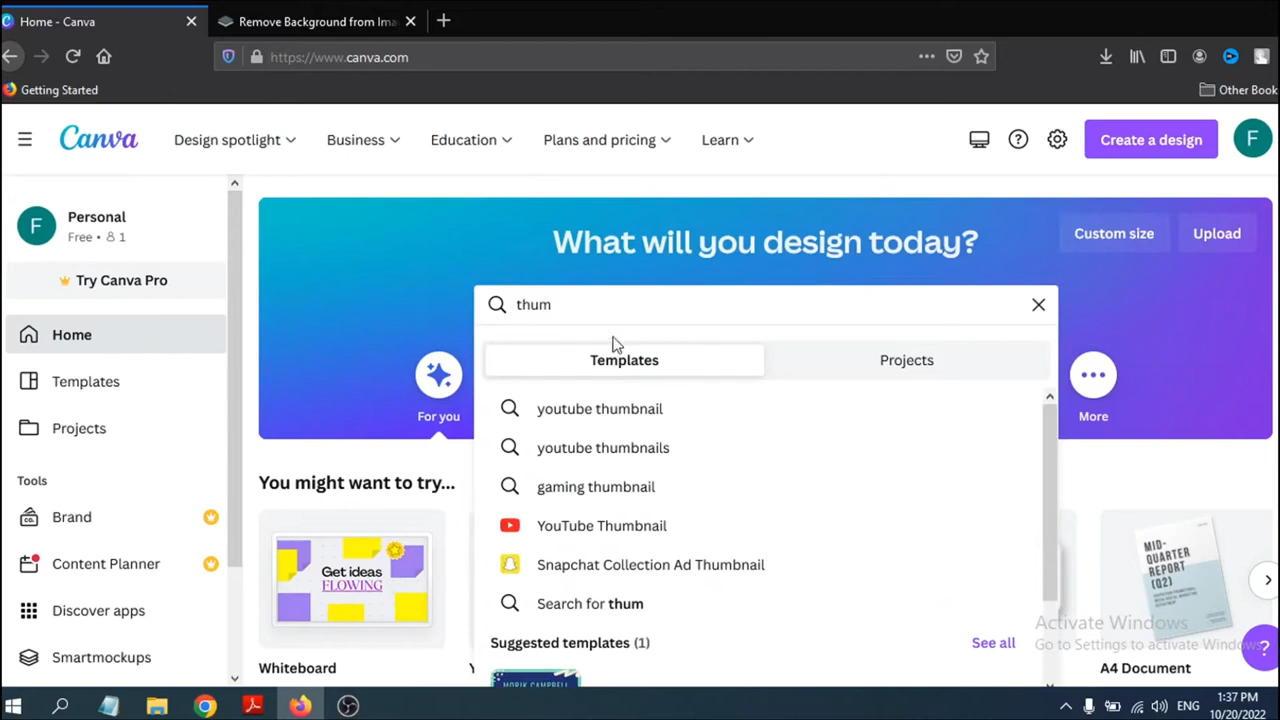 Home - Canva
Remove Background from Ima
https://www.canva.com
Getting Started
Other Book
Canva
Design spotlight
Business
Education
Plans and pricing
Learn
Create a design
F
F
Personal
Free • 1
Try Canva Pro
Home
Templates
Projects
Tools
Brand
Content Planner
Discover apps
Smartmockups
What will you design today?
Custom size
Upload
thum
Templates
Projects
youtube thumbnail
youtube thumbnails
gaming thumbnail
YouTube Thumbnail
Snapchat Collection Ad Thumbnail
Search for thum
Suggested templates (1)
See all
For you
More
You might want to try...
Get ideas
FLOWING
Whiteboard
MID-
QUARTER
REPORT
(Q2)
A4 Document
Activate Windows
Go to Settings to activate Windows
ENG
1:37 PM
10/20/2022